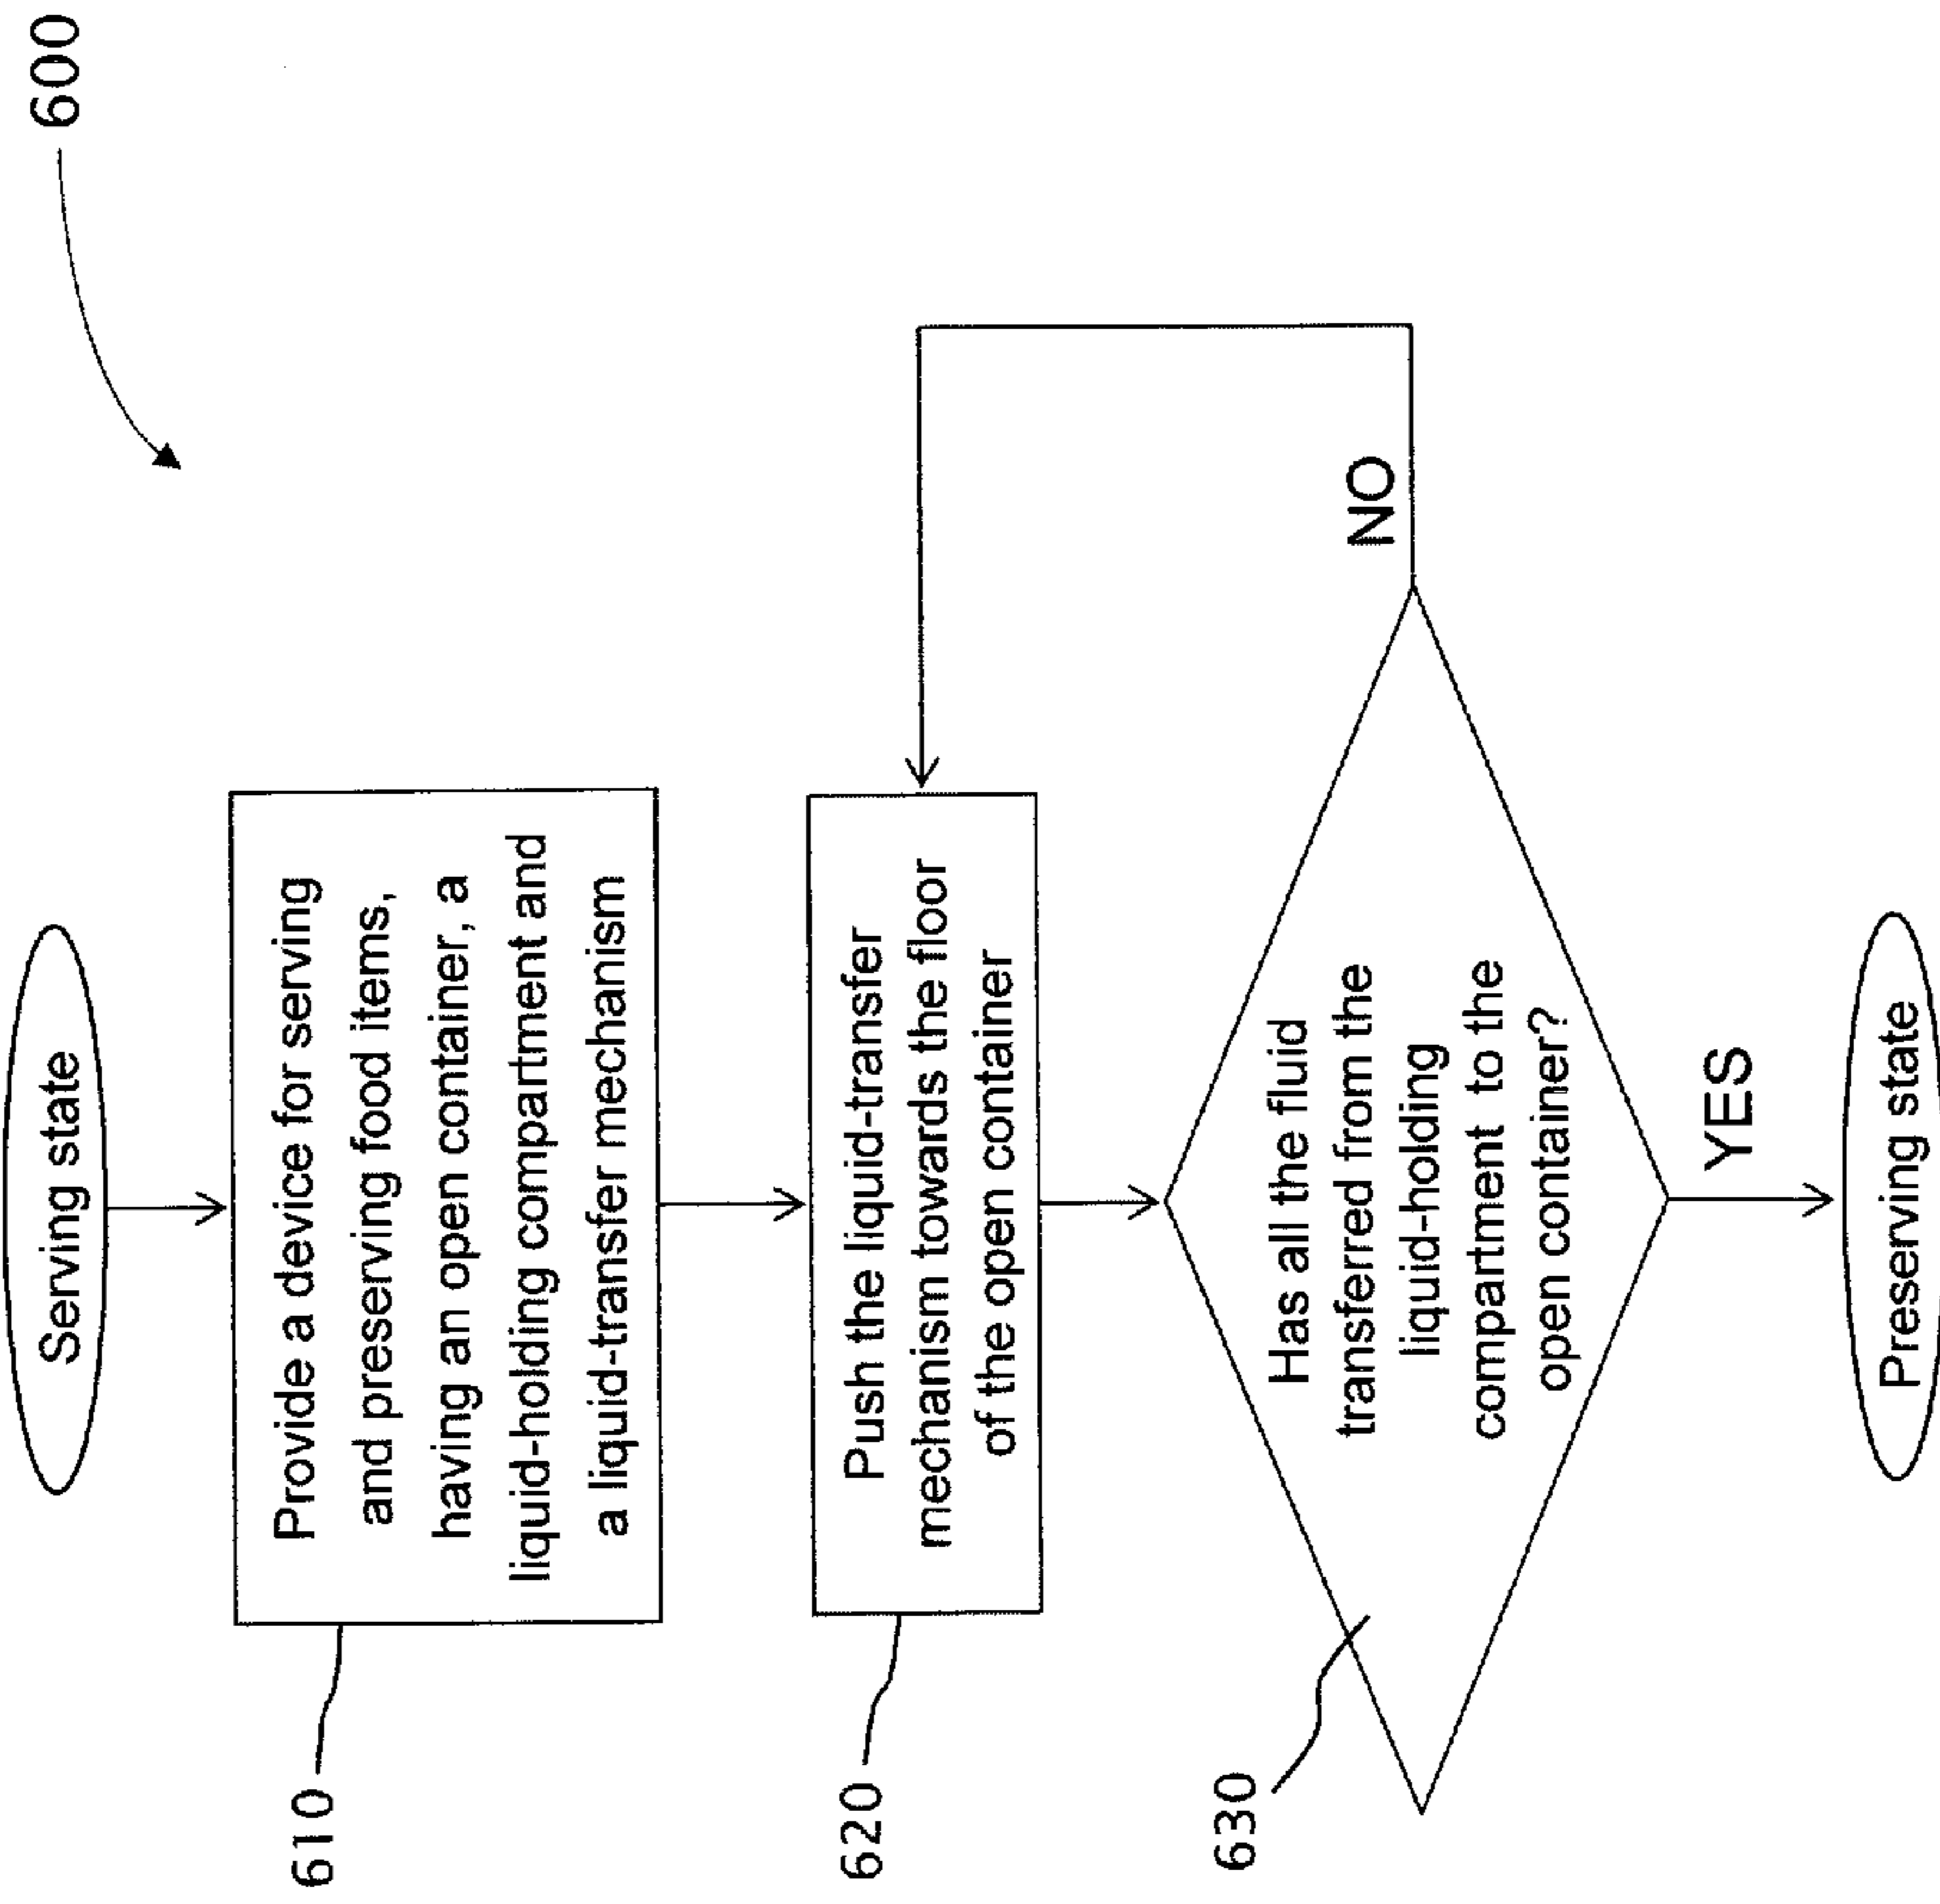 600
Serving state
610
Provide a device for serving
and preserving food items,
having an open container, a
liquid-holding compartment and
a liquid-transfer mechanism
620
Push the liquid-transfer
mechanism towards the floor
of the open container
630
Has all the fluid
transferred from the
liquid-holding
compartment to the
open container?
NO
YES
Preserving state